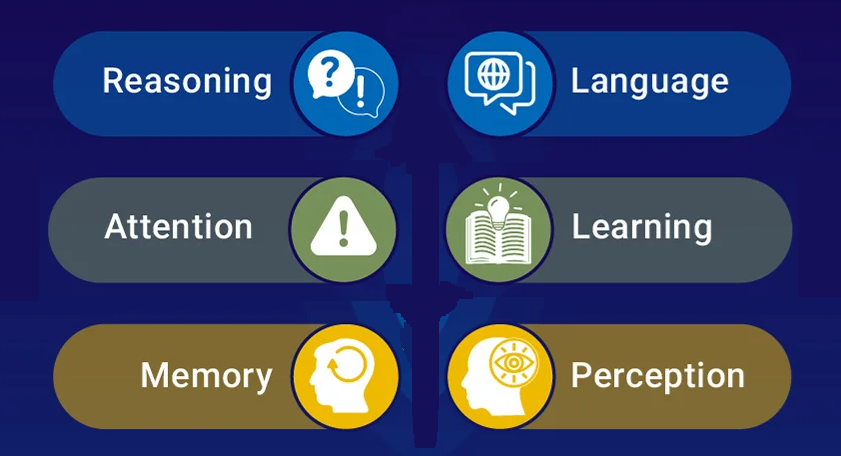 Reasoning
Language
Attention
Learning
Memory
Perception